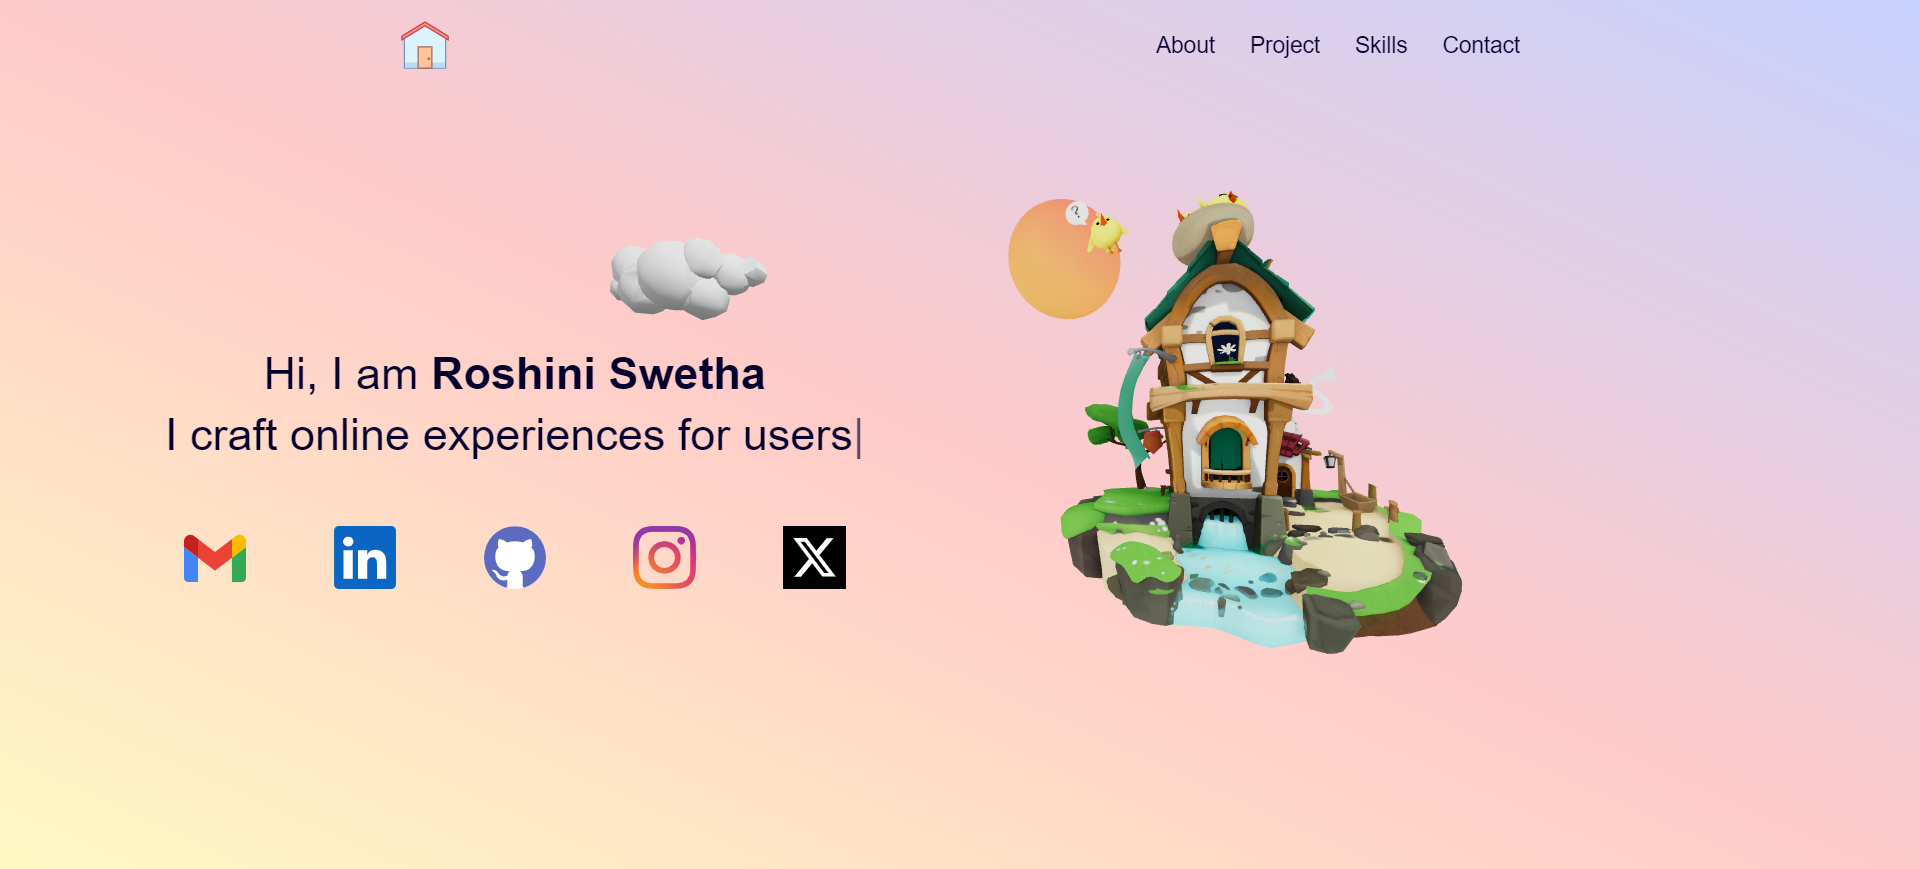 About Project Skills Contact
?
Hi, I am Roshini Swetha
I craft online experiences for users|
in